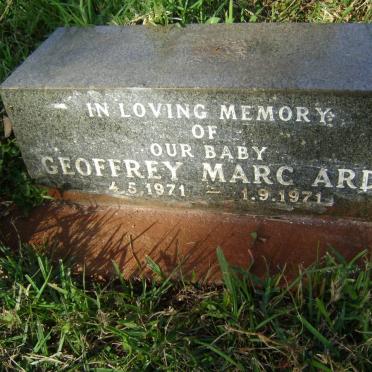 IN LOVING MEMORY
OF
OUR BABY
GEOFFREY MARC
4.5.1971 – 1.9.1971